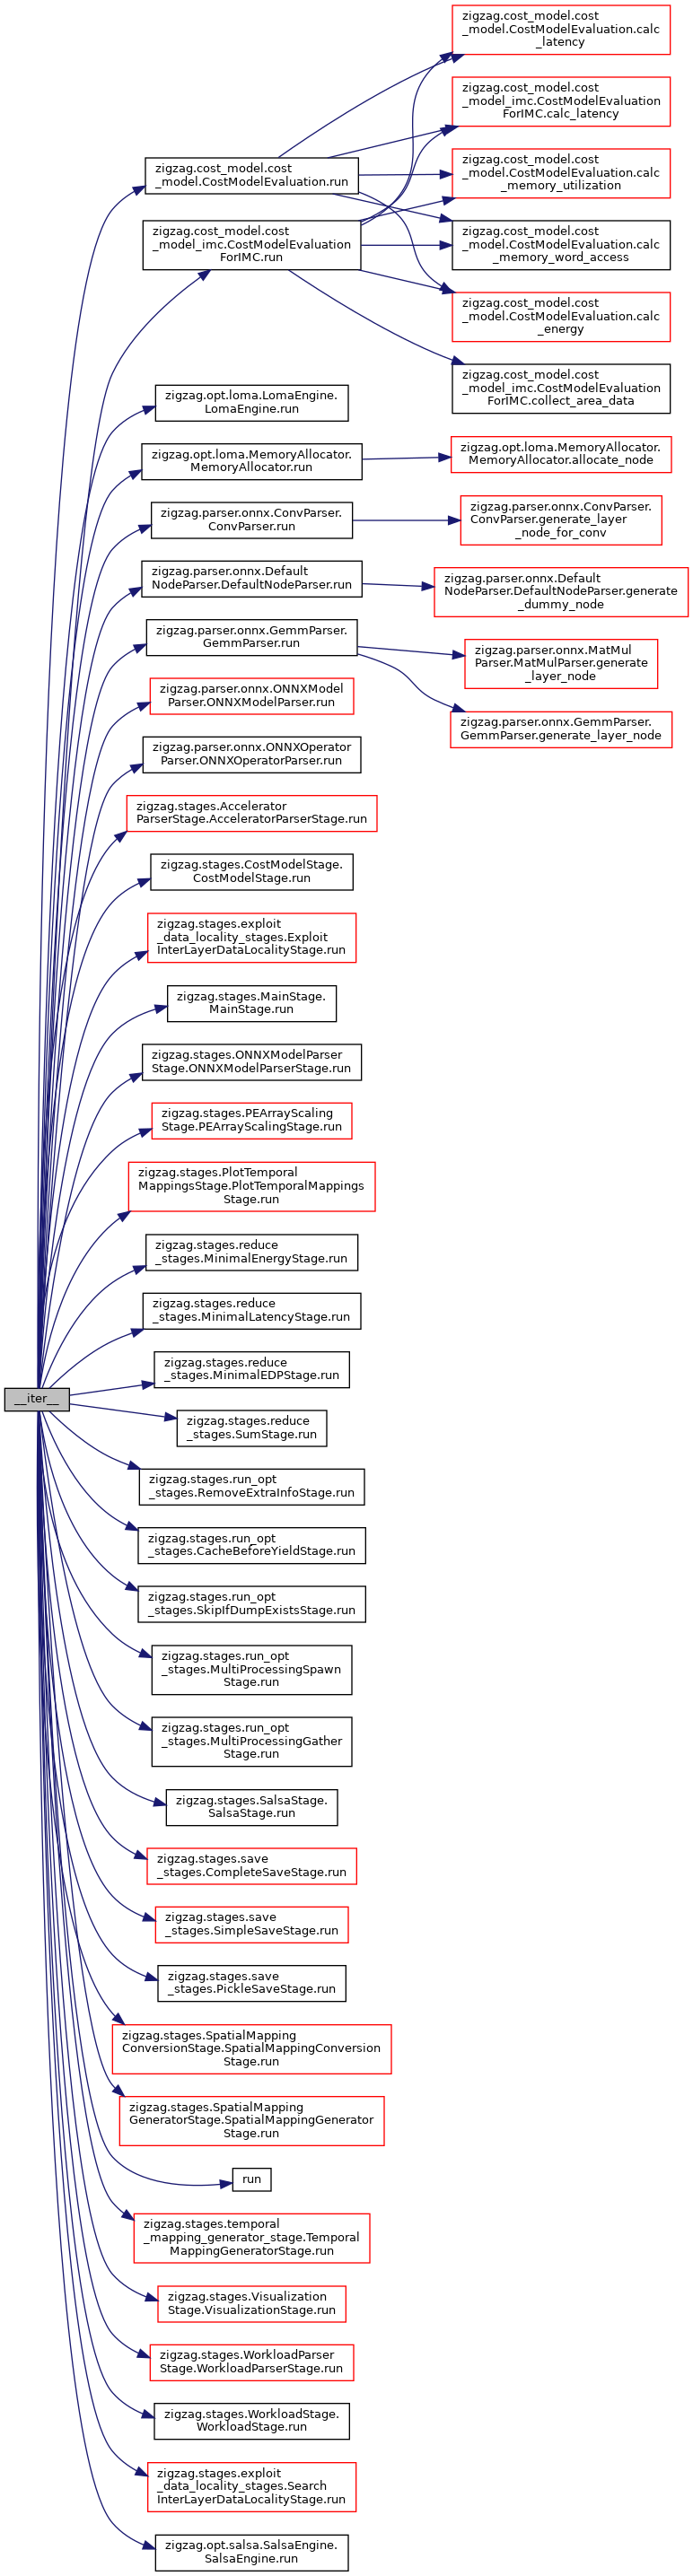 zigzag.cost_model.cost
_model.CostModelEvaluation.calc
_latency
zigzag.cost_model.cost
_model_imc.CostModelEvaluation
ForIMC.calc_latency
zigzag.cost_model.cost
_model.CostModelEvaluation.run
zigzag.cost_model.cost
_model.CostModelEvaluation.calc
_memory_utilization
zigzag.cost_model.cost
_model_imc.CostModelEvaluation
ForIMC.run
zigzag.cost_model.cost
_model.CostModelEvaluation.calc
_memory_word_access
zigzag.cost_model.cost
_model.CostModelEvaluation.calc
_energy
zigzag.cost_model.cost
_model_imc.CostModelEvaluation
ForIMC.collect_area_data
zigzag.opt.loma.LomaEngine.
LomaEngine.run
zigzag.opt.loma.MemoryAllocator.
MemoryAllocator.run
zigzag.opt.loma.MemoryAllocator.
MemoryAllocator.allocate_node
zigzag.parser.onnx.ConvParser.
ConvParser.run
zigzag.parser.onnx.ConvParser.
ConvParser.generate_layer
_node_for_conv
zigzag.parser.onnx.Default
NodeParser.DefaultNodeParser.run
zigzag.parser.onnx.Default
NodeParser.DefaultNodeParser.generate
_dummy_node
zigzag.parser.onnx.GemmParser.
GemmParser.run
zigzag.parser.onnx.MatMul
Parser.MatMulParser.generate
_layer_node
zigzag.parser.onnx.GemmParser.
GemmParser.generate_layer_node
zigzag.parser.onnx.ONNXModel
Parser.ONNXModelParser.run
zigzag.parser.onnx.ONNXOperator
Parser.ONNXOperatorParser.run
zigzag.stages.Accelerator
ParserStage.AcceleratorParserStage.run
zigzag.stages.CostModelStage.
CostModelStage.run
zigzag.stages.exploit
_data_locality_stages.Exploit
InterLayerDataLocalityStage.run
zigzag.stages.MainStage.
MainStage.run
zigzag.stages.ONNXModelParser
Stage.ONNXModelParserStage.run
zigzag.stages.PEArrayScaling
Stage.PEArrayScalingStage.run
zigzag.stages.PlotTemporal
MappingsStage.PlotTemporalMappings
Stage.run
zigzag.stages.reduce
_stages.MinimalEnergyStage.run
zigzag.stages.reduce
_stages.MinimalLatencyStage.run
zigzag.stages.reduce
_stages.MinimalEDPStage.run
__iter__
zigzag.stages.reduce
_stages.SumStage.run
zigzag.stages.run_opt
_stages.RemoveExtraInfoStage.run
zigzag.stages.run_opt
_stages.CacheBeforeYieldStage.run
zigzag.stages.run_opt
_stages.SkipIfDumpExistsStage.run
zigzag.stages.run_opt
_stages.MultiProcessingSpawn
Stage.run
zigzag.stages.run_opt
_stages.MultiProcessingGather
Stage.run
zigzag.stages.SalsaStage.
SalsaStage.run
zigzag.stages.save
_stages.CompleteSaveStage.run
zigzag.stages.save
_stages.SimpleSaveStage.run
zigzag.stages.save
_stages.PickleSaveStage.run
zigzag.stages.SpatialMapping
ConversionStage.SpatialMappingConversion
Stage.run
zigzag.stages.SpatialMapping
GeneratorStage.SpatialMappingGenerator
Stage.run
run
zigzag.stages.temporal
_mapping_generator_stage.Temporal
MappingGeneratorStage.run
zigzag.stages.Visualization
Stage.VisualizationStage.run
zigzag.stages.WorkloadParser
Stage.WorkloadParserStage.run
zigzag.stages.WorkloadStage.
WorkloadStage.run
zigzag.stages.exploit
_data_locality_stages.Search
InterLayerDataLocalityStage.run
zigzag.opt.salsa.SalsaEngine.
SalsaEngine.run